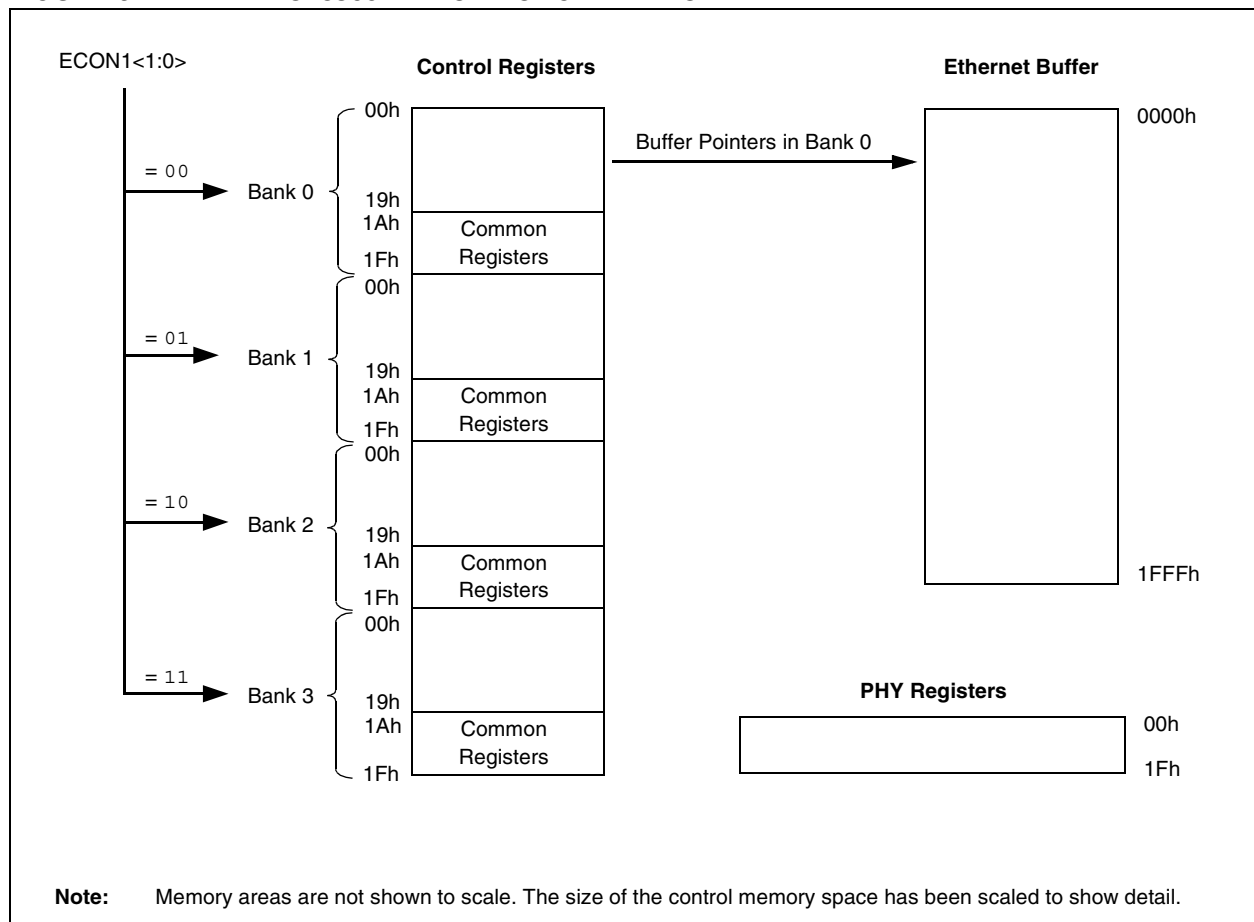 ECON1<1:0>
Control Registers
Ethernet Buffer
= 00
Bank 0
00h
19h
1Ah
1Fh
Common
Registers
Buffer Pointers in Bank 0
0000h
1FFFh
= 01
Bank 1
00h
19h
1Ah
1Fh
Common
Registers
= 10
Bank 2
00h
19h
1Ah
1Fh
Common
Registers
= 11
Bank 3
00h
19h
1Ah
1Fh
Common
Registers
PHY Registers
00h
1Fh
Note: Memory areas are not shown to scale. The size of the control memory space has been scaled to show detail.